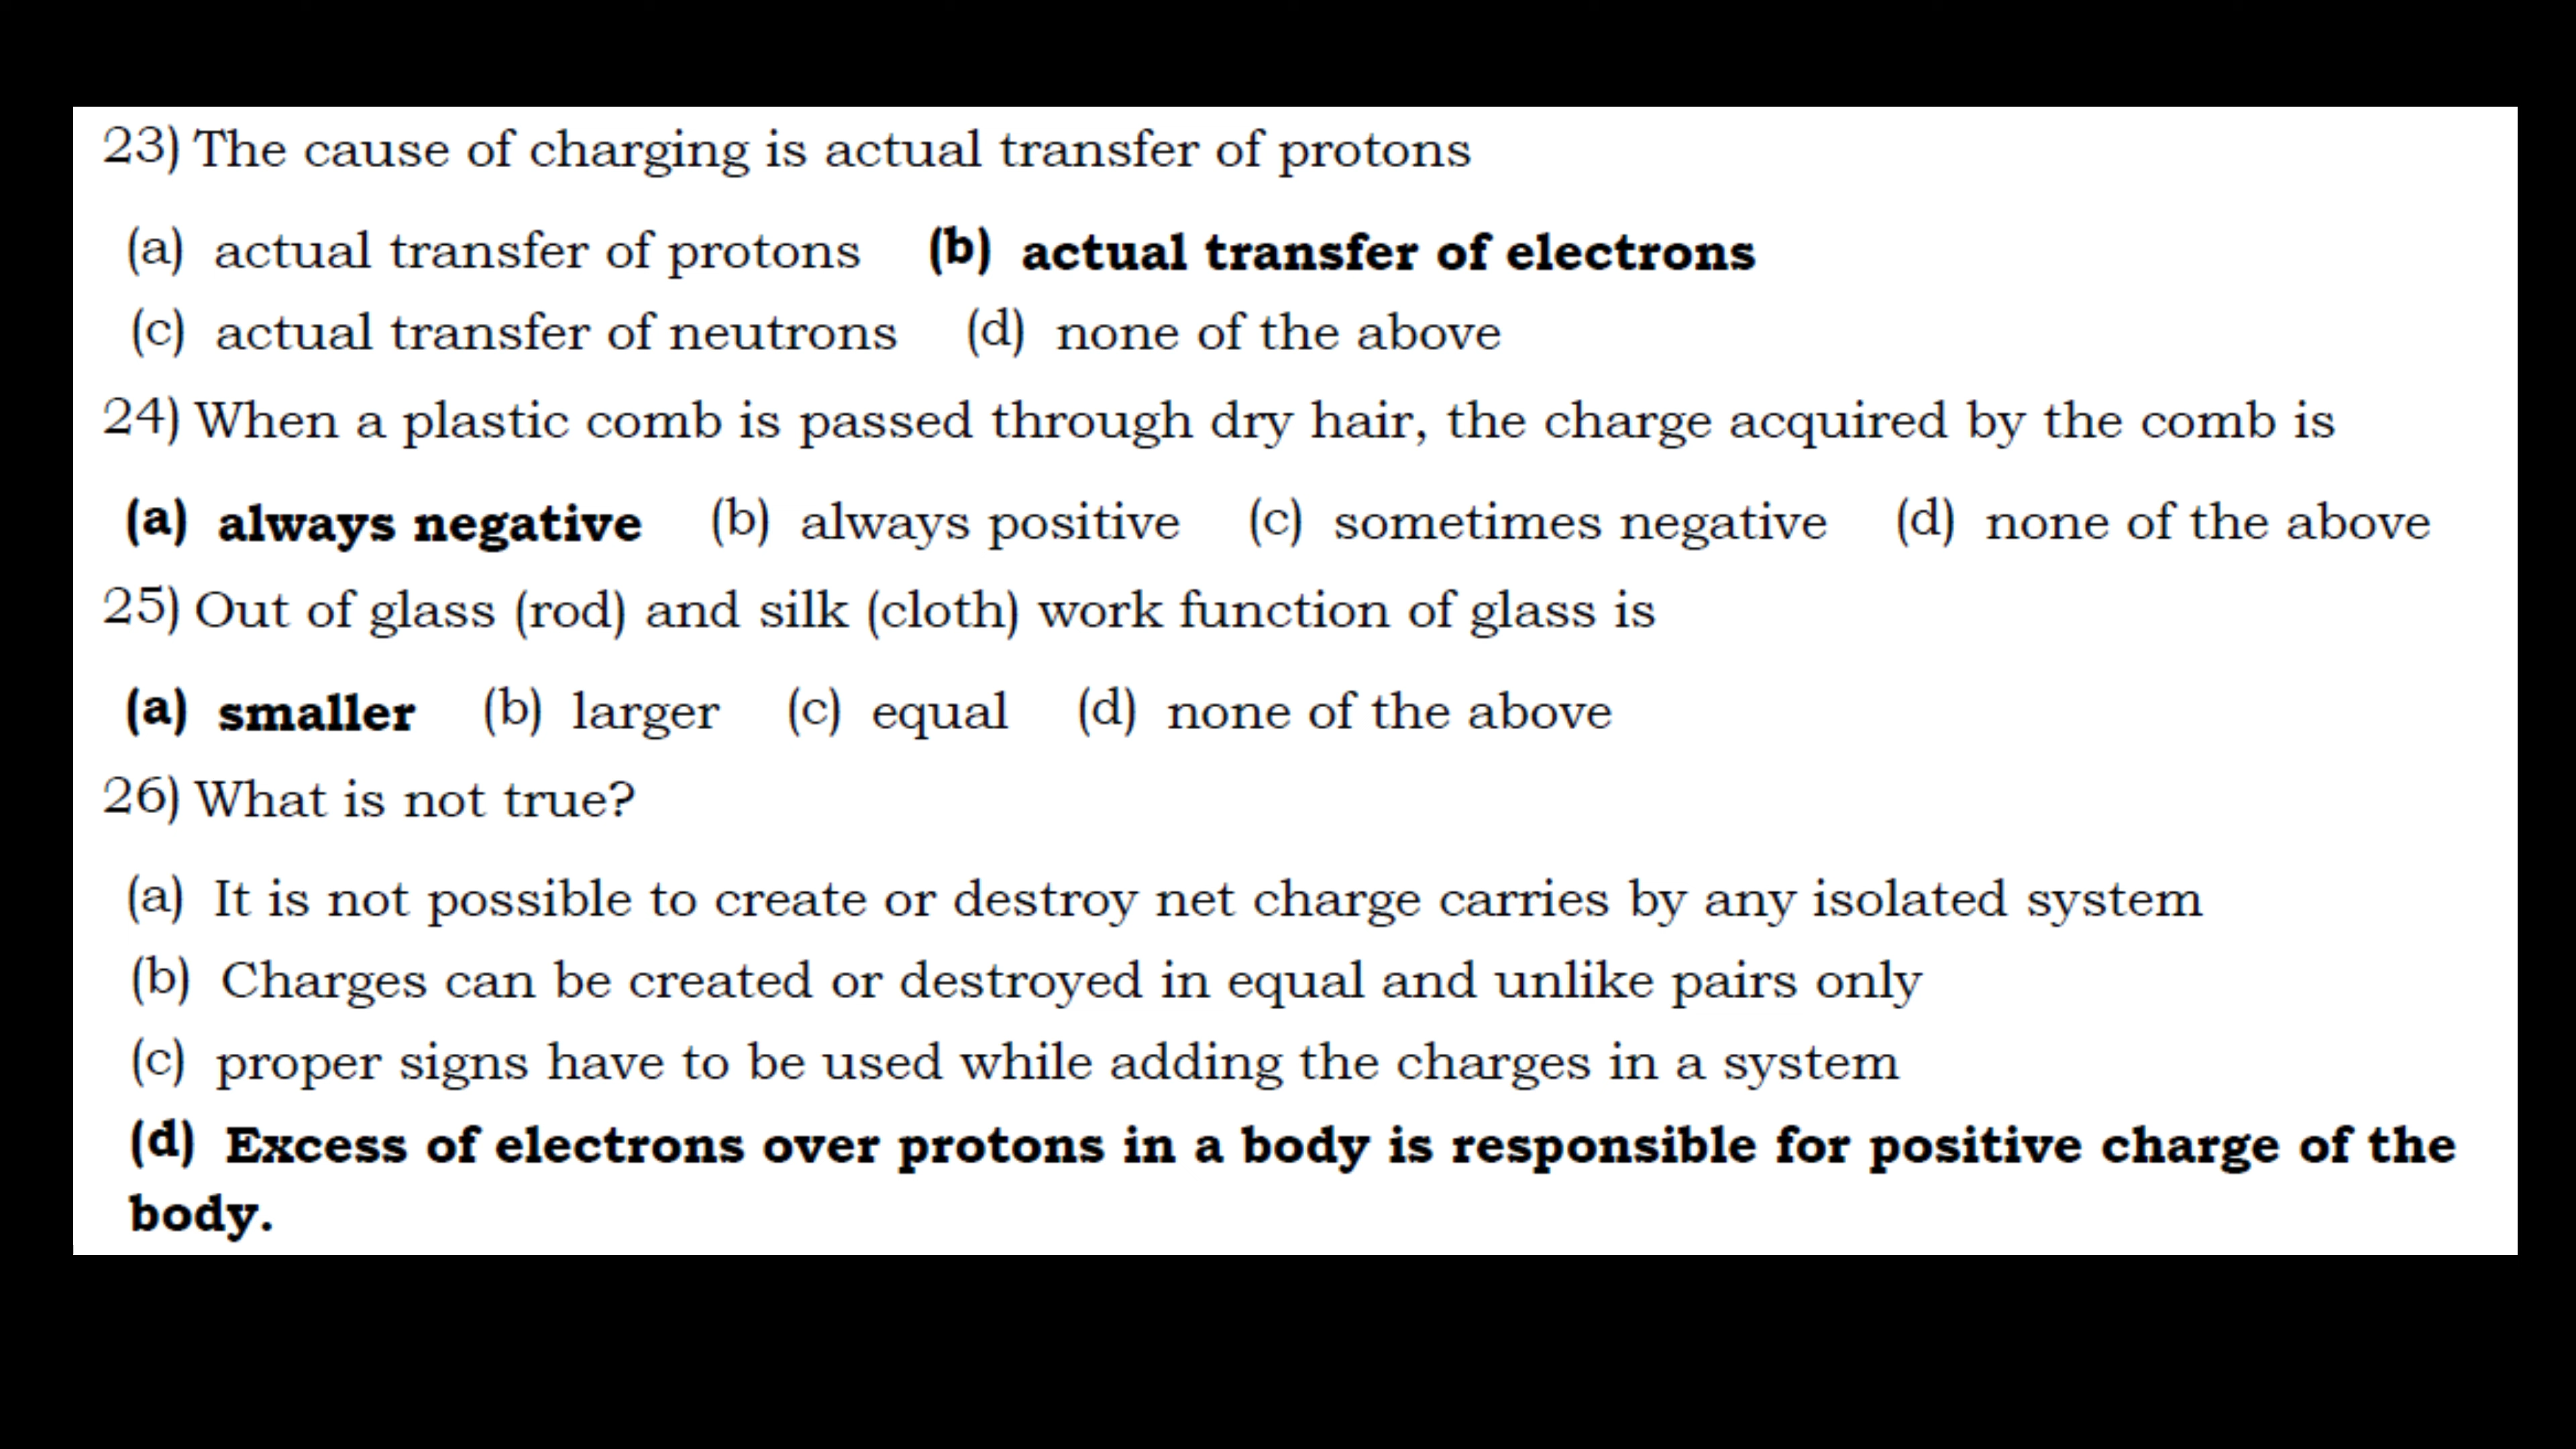 23) The cause of charging is actual transfer of protons
(a) actual transfer of protons (b) actual transfer of electrons
(c) actual transfer of neutrons (d) none of the above
24) When a plastic comb is passed through dry hair, the charge acquired by the comb is
(a) always negative (b) always positive (c) sometimes negative (d) none of the above
25) Out of glass (rod) and silk (cloth) work function of glass is
(a) smaller (b) larger (c) equal (d) none of the above
26) What is not true?
(a) It is not possible to create or destroy net charge carries by any isolated system
(b) Charges can be created or destroyed in equal and unlike pairs only
(c) proper signs have to be used while adding the charges in a system
(d) Excess of electrons over protons in a body is responsible for positive charge of the
body.